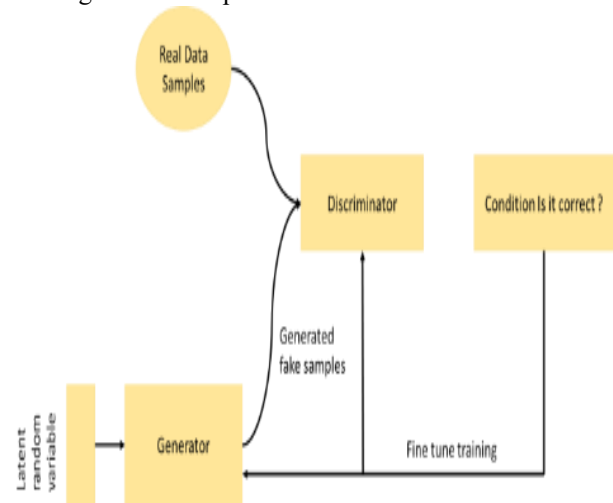 Real Data
Samples
Discriminator
Condition Is it correct ?
Generated
fake samples
Latent
random
variable
Generator
Fine tune training